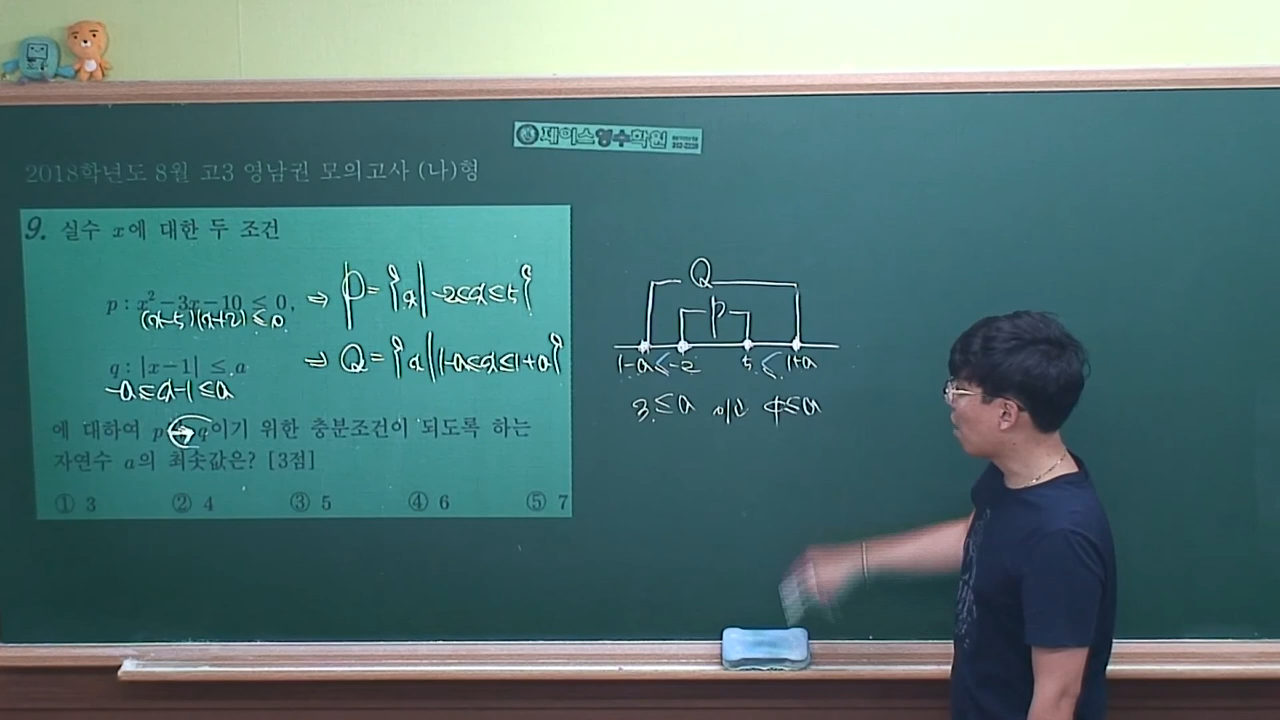 제이스영수학원
2018학년도 8월 고3 영남권 모의고사 (나)형
9. 실수 x에 대한 두 조건
p : x² - 3x - 10 ≤ 0, ⇒ P = {x | -2 ≤ x ≤ 5}
(x-5)(x+2) ≤ 0
q : |x - 1| ≤ a ⇒ Q = {x | 1-a ≤ x ≤ 1+a}
-a ≤ x-1 ≤ a
에 대하여 p q이기 위한 충분조건이 되도록 하는
자연수 a의 최솟값은? [3점]
① 3 ② 4 ③ 5 ④ 6 ⑤ 7
Q
P
1-a ≤ -2 5 ≤ 1+a
3 ≤ a 이고 4 ≤ a